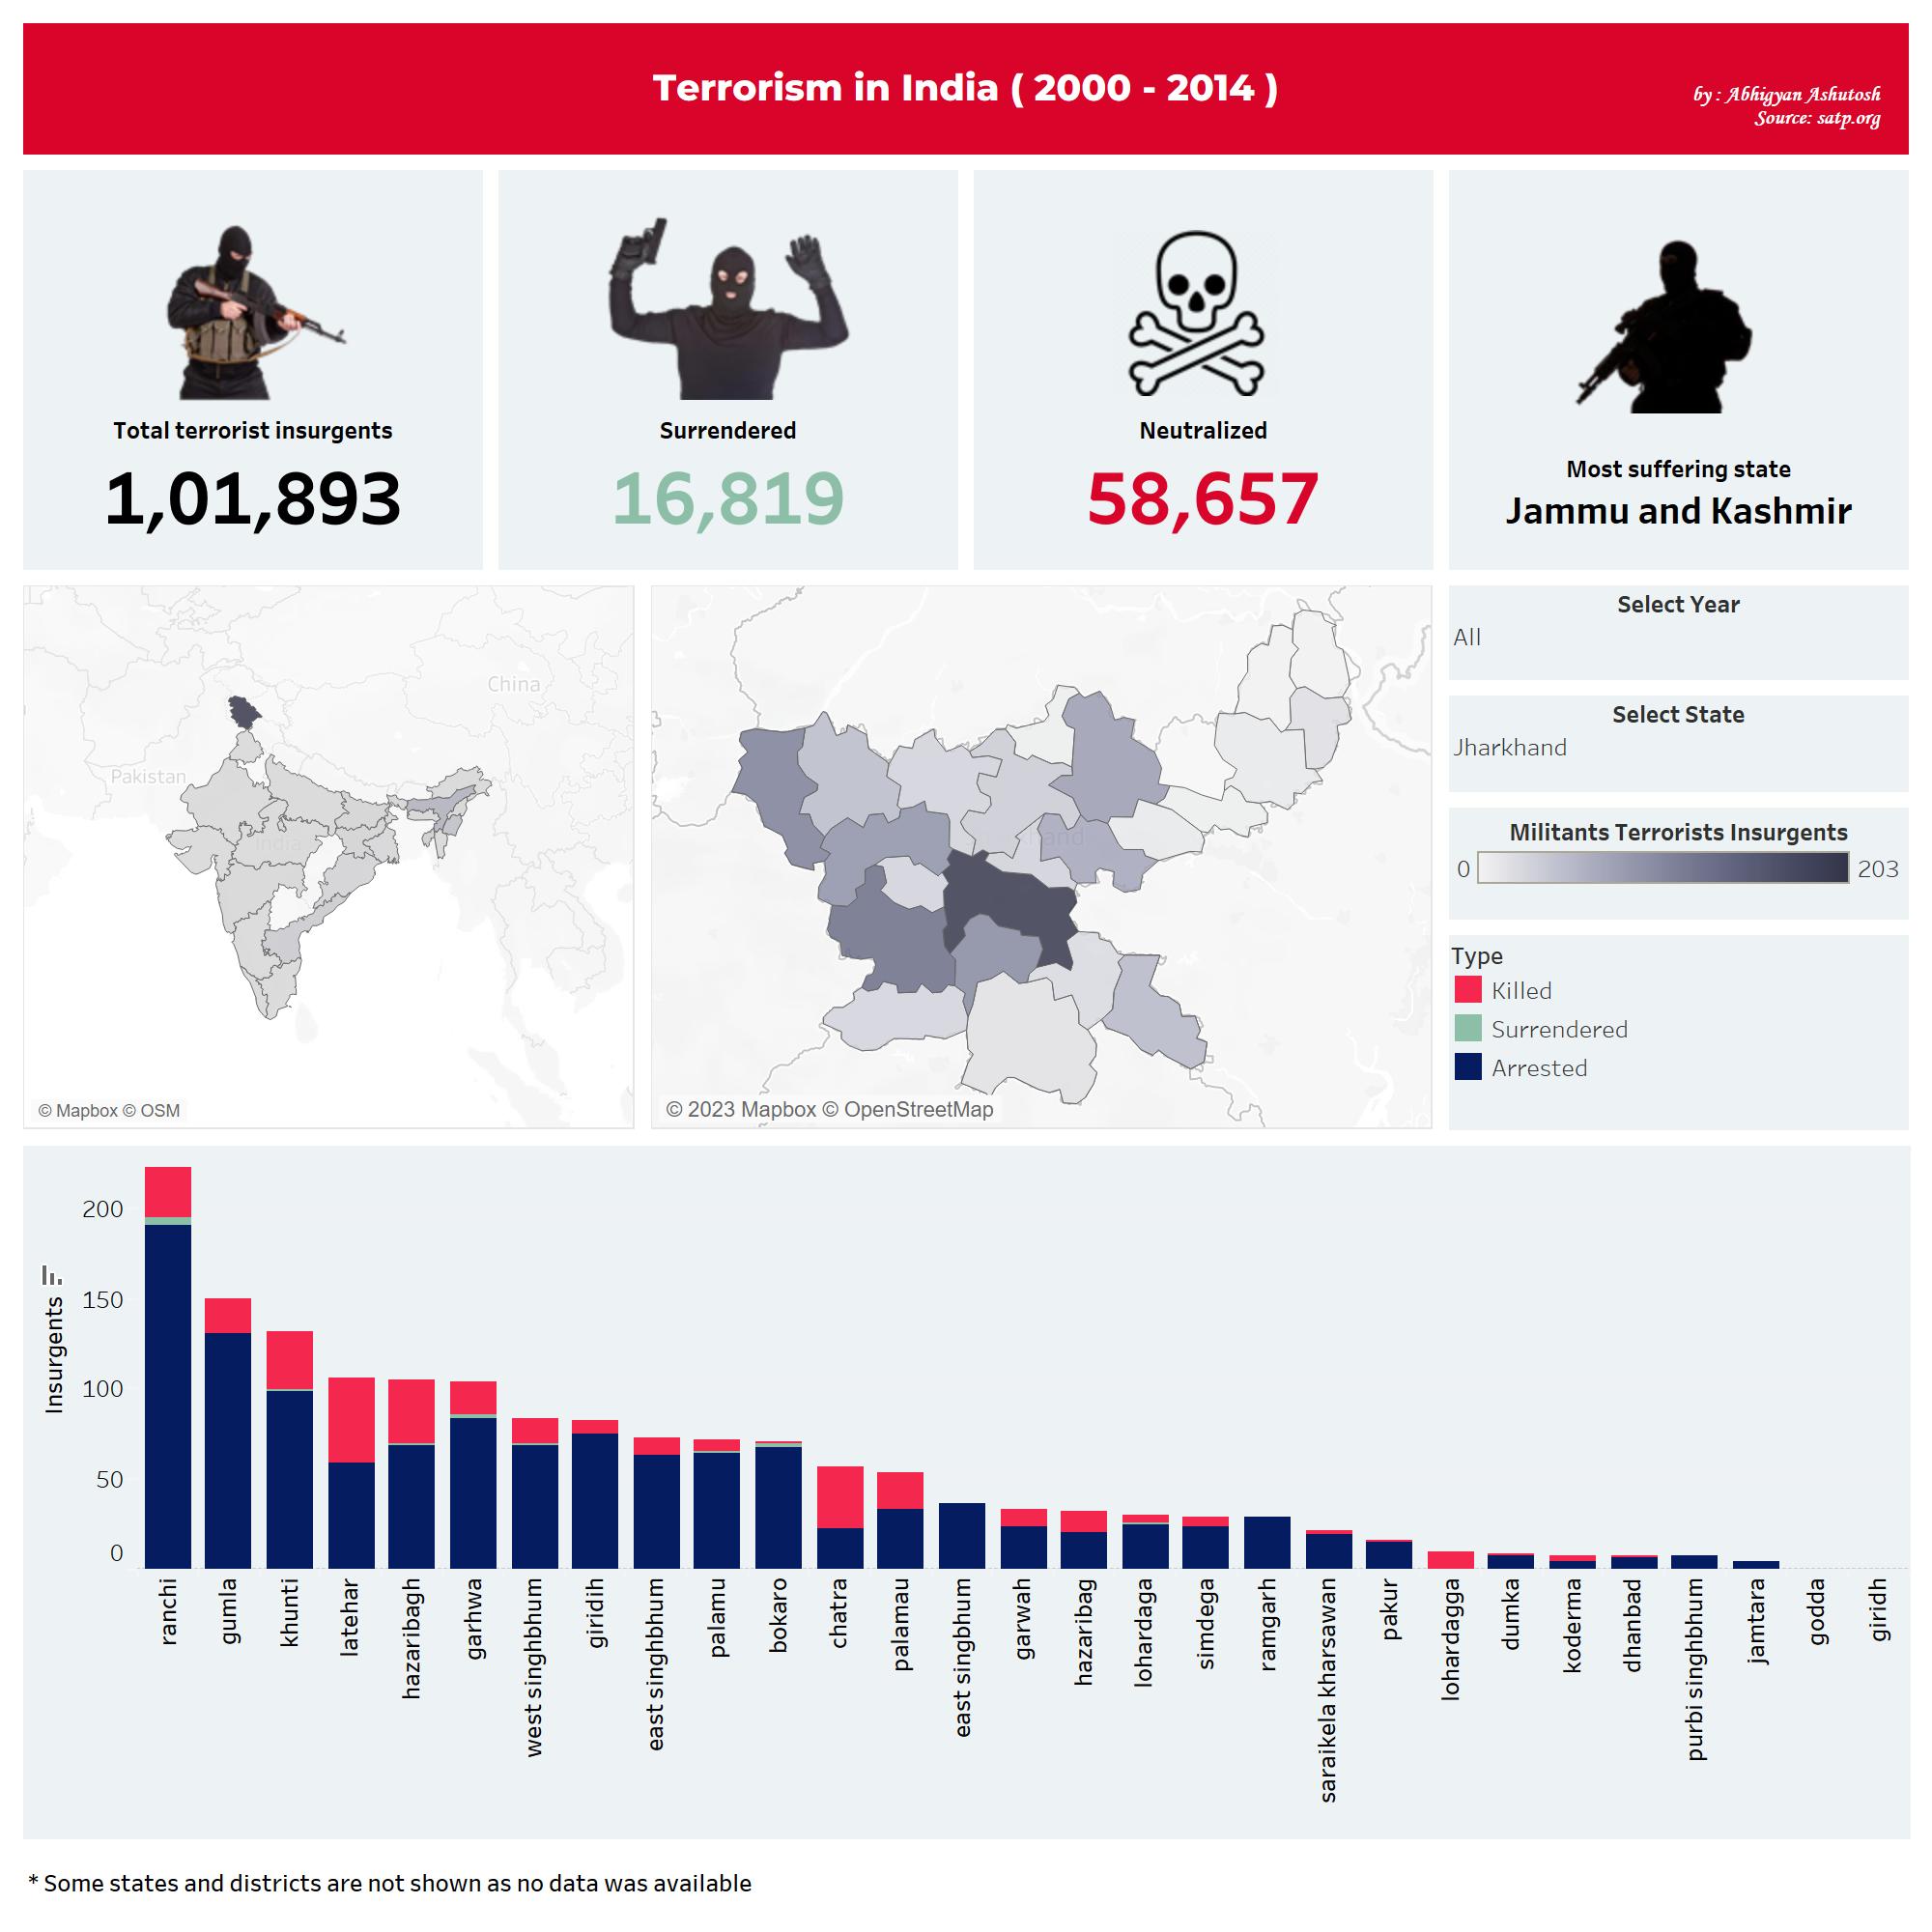 Terrorism in India ( 2000 - 2014 )
by : Abhigyan Ashutosh
Source: satp.org
Total terrorist insurgents
1,01,893
Surrendered
16,819
Neutralized
58,657
Most suffering state
Jammu and Kashmir
China
Pakistan
India
© Mapbox © OSM
© 2023 Mapbox © OpenStreetMap
Select Year
All
Select State
Jharkhand
Militants Terrorists Insurgents
0
203
Type
Killed
Surrendered
Arrested
Insurgents
200
150
100
50
0
ranchi
gumla
khunti
latehar
hazaribagh
garhwa
west singhbhum
giridih
east singhbhum
palamu
bokaro
chatra
palamau
east singbhum
garwah
hazaribag
lohardaga
simdega
ramgarh
saraikela kharsawan
pakur
lohardagga
dumka
koderma
dhanbad
purbi singhbhum
jamtara
godda
giridh
* Some states and districts are not shown as no data was available